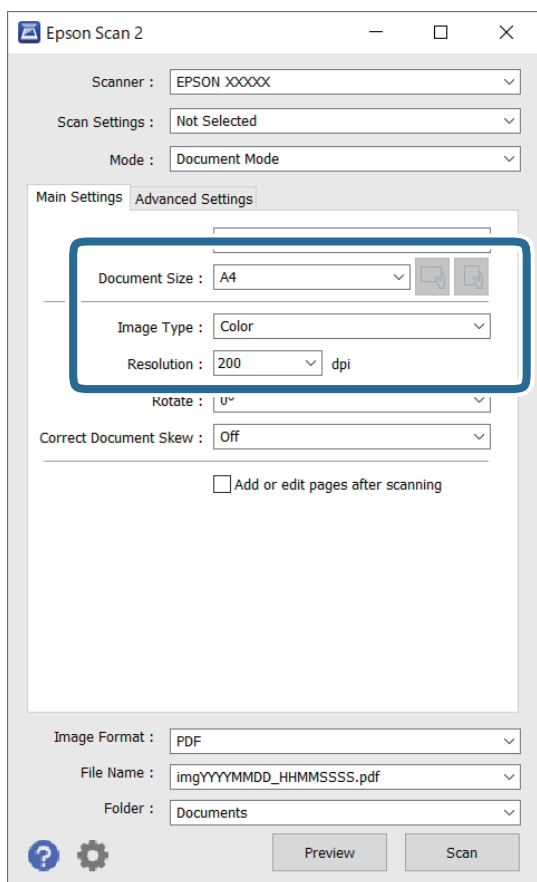 Epson Scan 2
Scanner : EPSON XXXXX
Scan Settings : Not Selected
Mode : Document Mode
Main Settings Advanced Settings
Document Size : A4
Image Type : Color
Resolution : 200 dpi
Rotate : 0°
Correct Document Skew : Off
Add or edit pages after scanning
Image Format : PDF
File Name : imgYYYYMMDD_HHMMSSSS.pdf
Folder : Documents
? Preview Scan